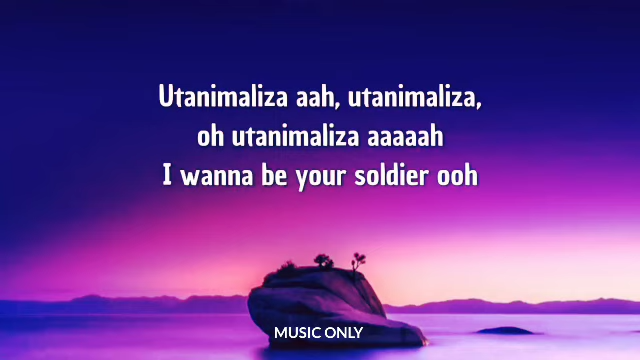 Utanimaliza aah, utanimaliza,
oh utanimaliza aaaaah
I wanna be your soldier ooh
MUSIC ONLY